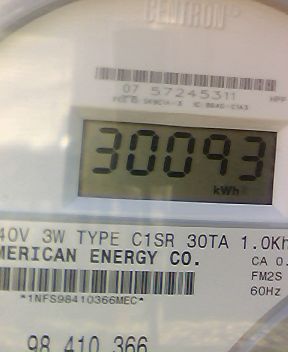 CENTRON
07 57245311
30093
kWh
40V 3W TYPE C1SR 30TA 1.0Kh
MERICAN ENERGY CO.
CA 0.
FM2S
60Hz
*1NFS98410366MEC*
98 410 366